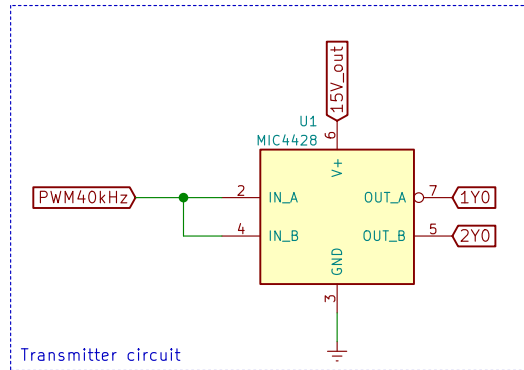 15V_out
U1
MIC4428
6
V+
PWM40kHz
2
IN_A
OUT_A
7
1Y0
4
IN_B
OUT_B
5
2Y0
GND
3
Transmitter circuit